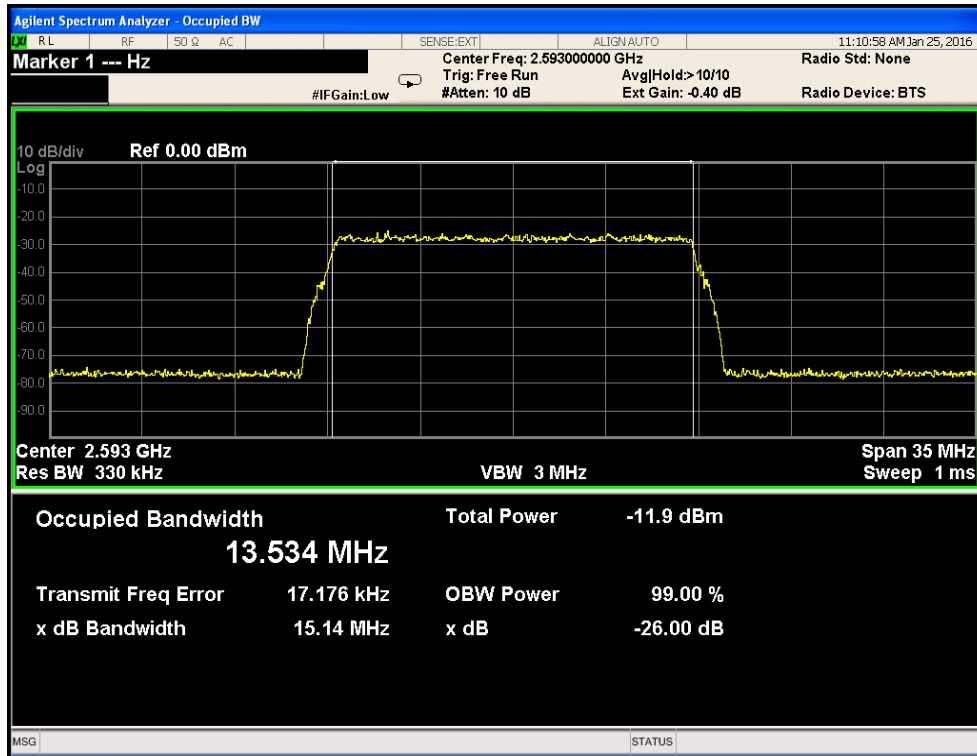 Agilent Spectrum Analyzer - Occupied BW
LXI RL RF 50 Ω AC SENSE:EXT ALIGN AUTO 11:10:58 AM Jan 25, 2016
Marker 1 --- Hz
Center Freq: 2.593000000 GHz Radio Std: None
Trig: Free Run Avg|Hold:>10/10
#IFGain:Low #Atten: 10 dB Ext Gain: -0.40 dB Radio Device: BTS
10 dB/div Ref 0.00 dBm
Log
-10.0
-20.0
-30.0
-40.0
-50.0
-60.0
-70.0
-80.0
-90.0
Center 2.593 GHz Span 35 MHz
Res BW 330 kHz VBW 3 MHz Sweep 1 ms
Occupied Bandwidth Total Power -11.9 dBm
13.534 MHz
Transmit Freq Error 17.176 kHz OBW Power 99.00 %
x dB Bandwidth 15.14 MHz x dB -26.00 dB
MSG STATUS